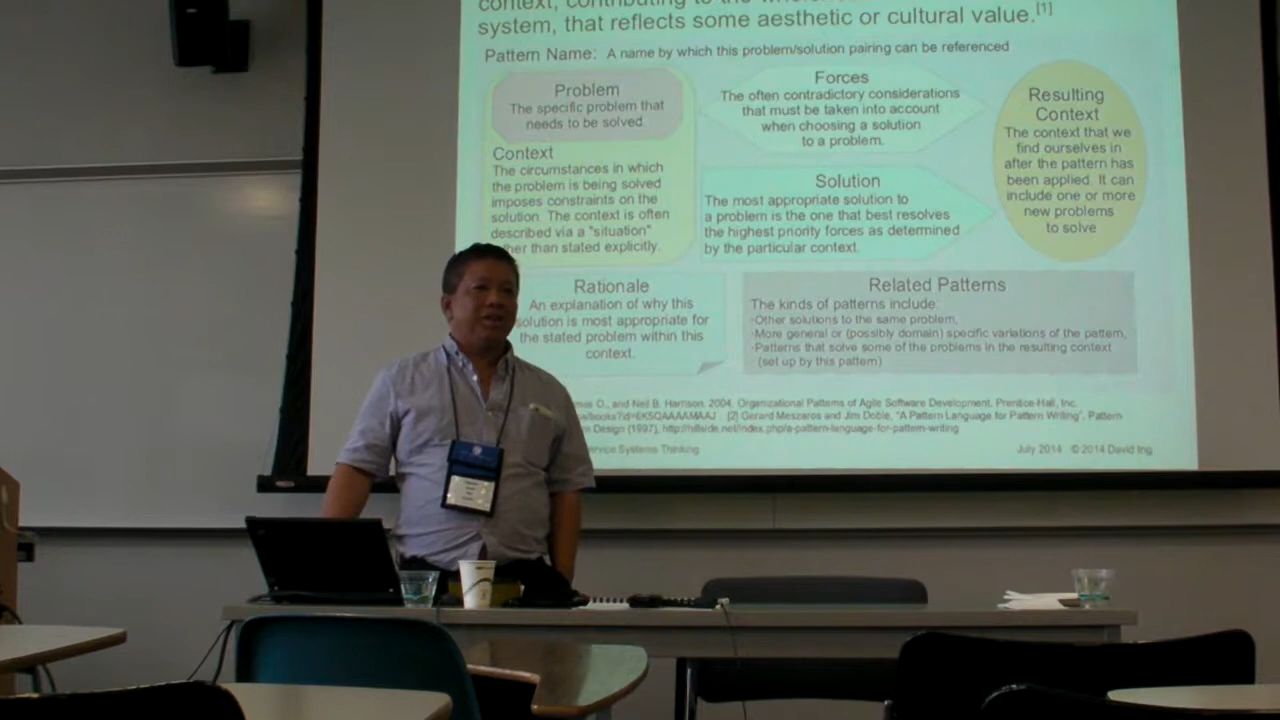 context, contributing to the
system, that reflects some aesthetic or cultural value.[1]
Pattern Name: A name by which this problem/solution pairing can be referenced
Problem
The specific problem that
needs to be solved.
Context
The circumstances in which
the problem is being solved
imposes constraints on the
solution. The context is often
described via a "situation"
than stated explicitly.
Forces
The often contradictory considerations
that must be taken into account
when choosing a solution
to a problem.
Solution
The most appropriate solution to
a problem is the one that best resolves
the highest priority forces as determined
by the particular context.
Resulting
Context
The context that we
find ourselves in
after the pattern has
been applied. It can
include one or more
new problems
to solve
Rationale
An explanation of why this
solution is most appropriate for
the stated problem within this
context.
Related Patterns
The kinds of patterns include:
·Other solutions to the same problem,
·More general or (possibly domain) specific variations of the pattern,
·Patterns that solve some of the problems in the resulting context
(set up by this pattern)
O., and Neil B. Harrison. 2004. Organizational Patterns of Agile Software Development. Prentice-Hall, Inc.
[2] Gerard Meszaros and Jim Doble, "A Pattern Language for Pattern Writing", Pattern
Design (1997), http://hillside.net/index.php/a-pattern-language-for-pattern-writing
Systems Thinking
July 2014 © 2014 David Ing